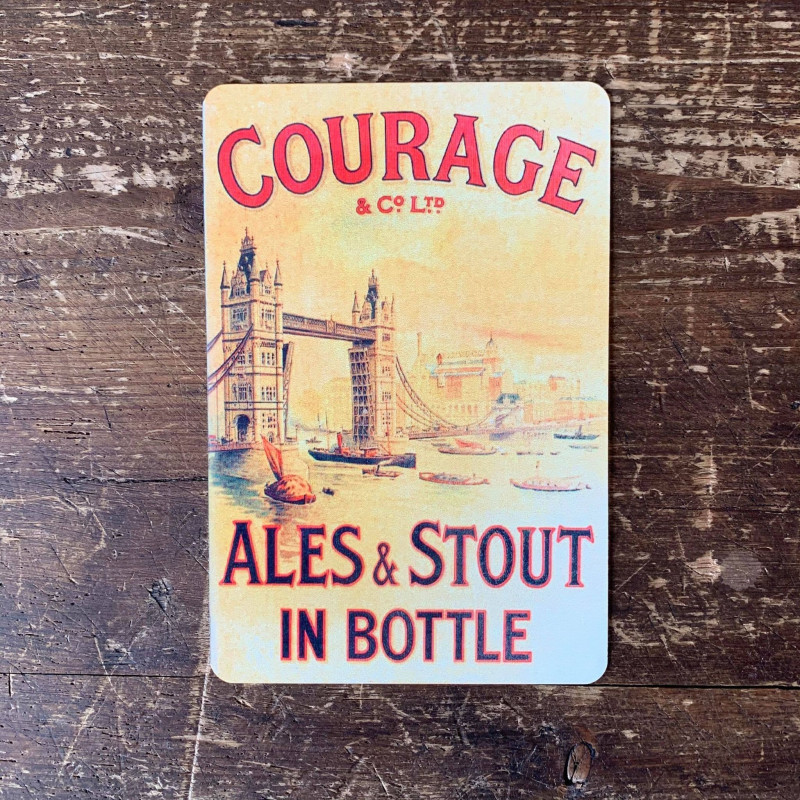 COURAGE
& Co. LTD.
ALES & STOUT
IN BOTTLE